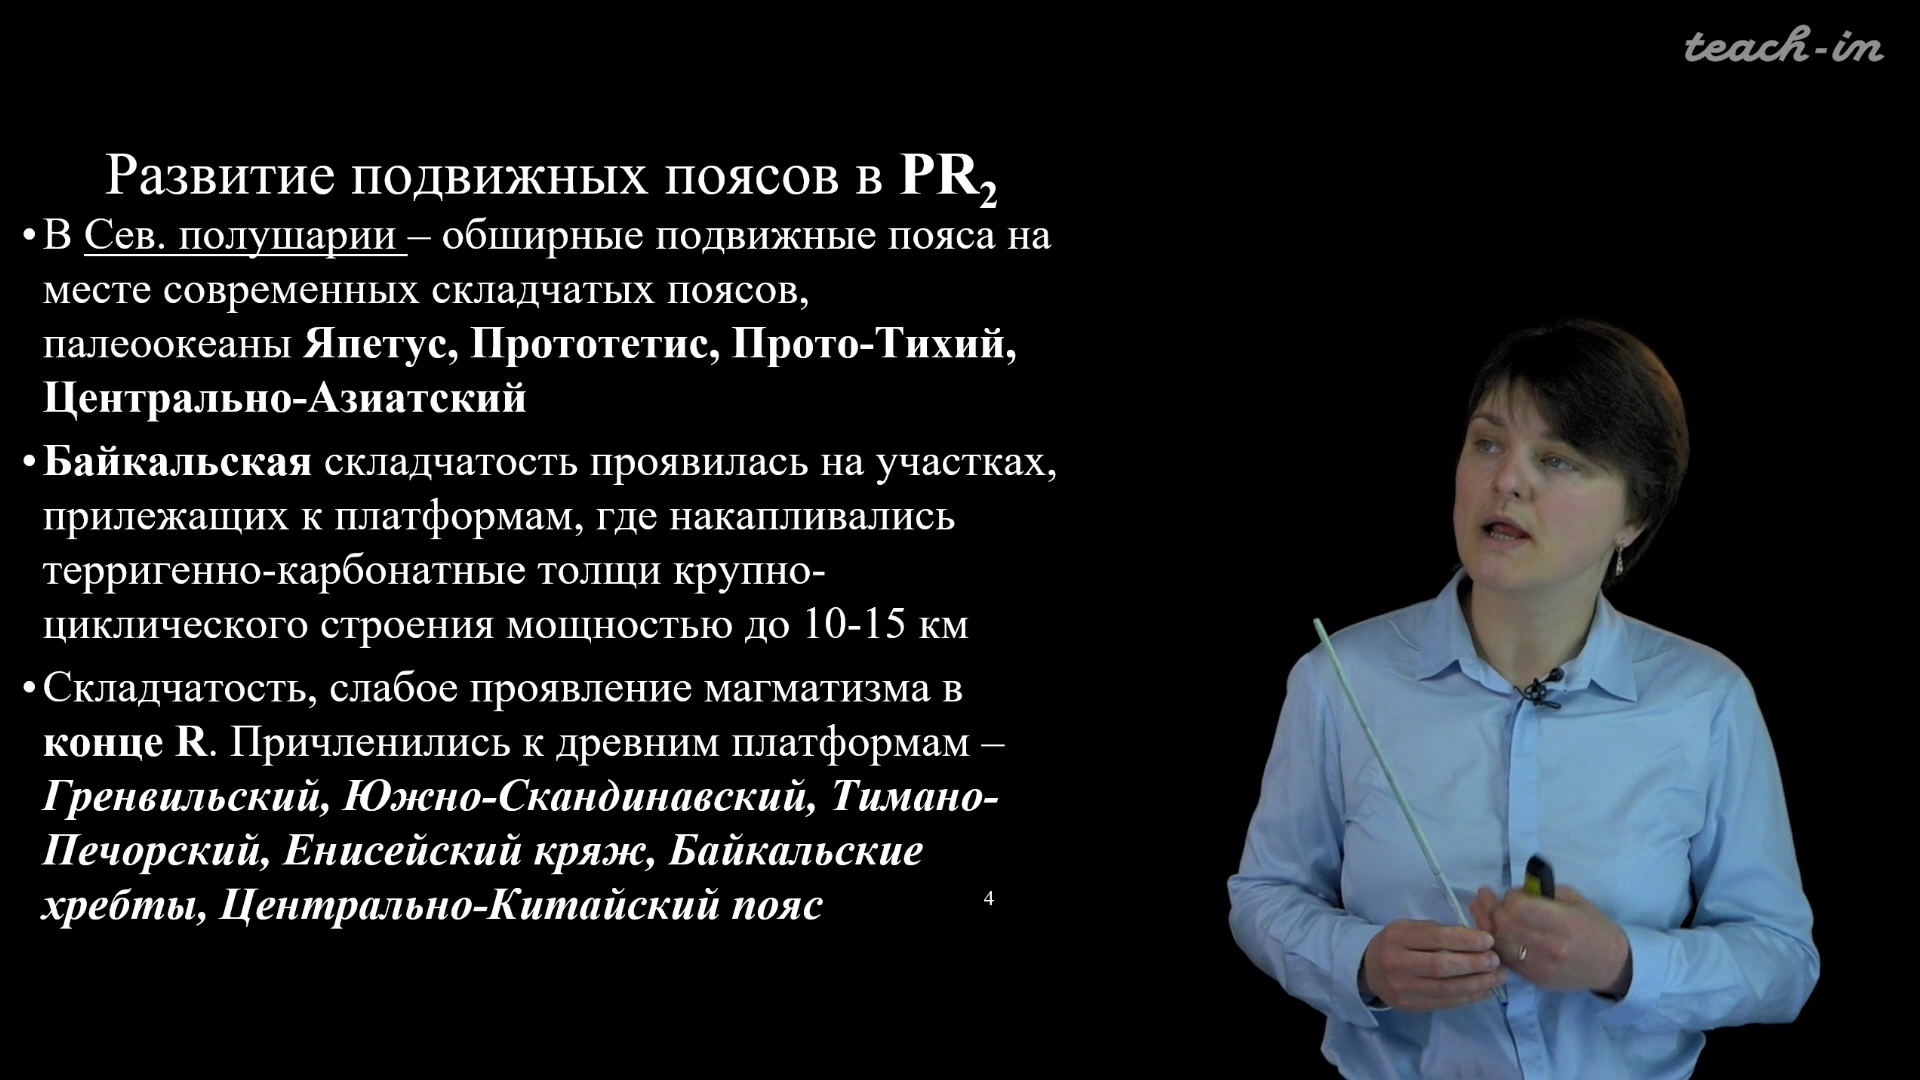 teach-in
Развитие подвижных поясов в PR2
• В Сев. полушарии – обширные подвижные пояса на
месте современных складчатых поясов,
палеоокеаны Япетус, Прототетис, Прото-Тихий,
Центрально-Азиатский
• Байкальская складчатость проявилась на участках,
прилежащих к платформам, где накапливались
терригенно-карбонатные толщи крупно-
циклического строения мощностью до 10-15 км
• Складчатость, слабое проявление магматизма в
конце R. Причленились к древним платформам –
Гренвильский, Южно-Скандинавский, Тимано-
Печорский, Енисейский кряж, Байкальские
хребты, Центрально-Китайский пояс
4